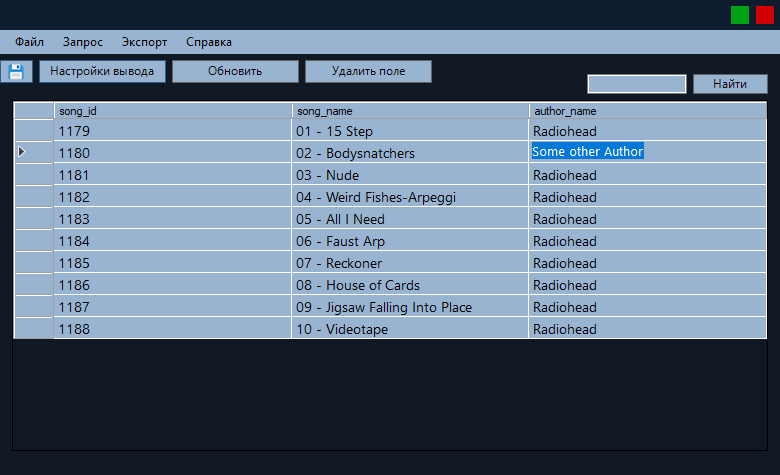 Файл Запрос Экспорт Справка
Настройки вывода Обновить Удалить поле
Найти
song_id song_name author_name
1179 01 - 15 Step Radiohead
1180 02 - Bodysnatchers Some other Author
1181 03 - Nude Radiohead
1182 04 - Weird Fishes-Arpeggi Radiohead
1183 05 - All I Need Radiohead
1184 06 - Faust Arp Radiohead
1185 07 - Reckoner Radiohead
1186 08 - House of Cards Radiohead
1187 09 - Jigsaw Falling Into Place Radiohead
1188 10 - Videotape Radiohead